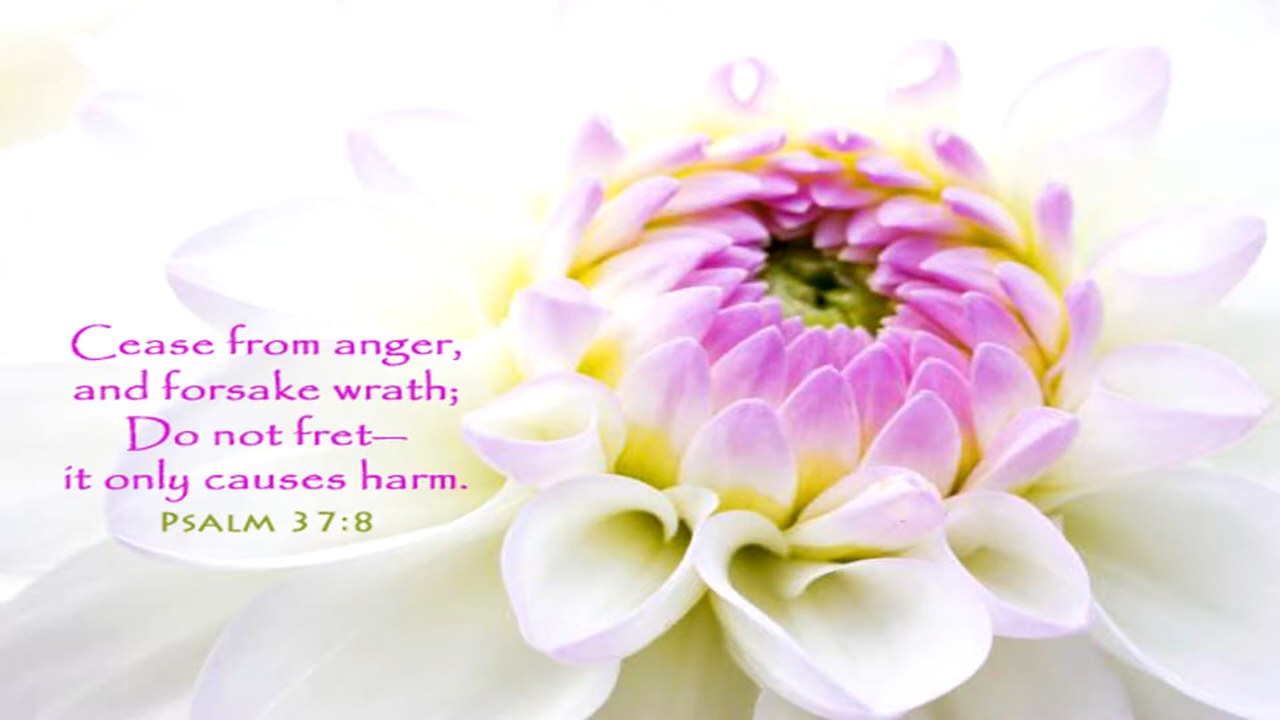 Cease from anger,
and forsake wrath;
Do not fret—
it only causes harm.
Psalm 37:8